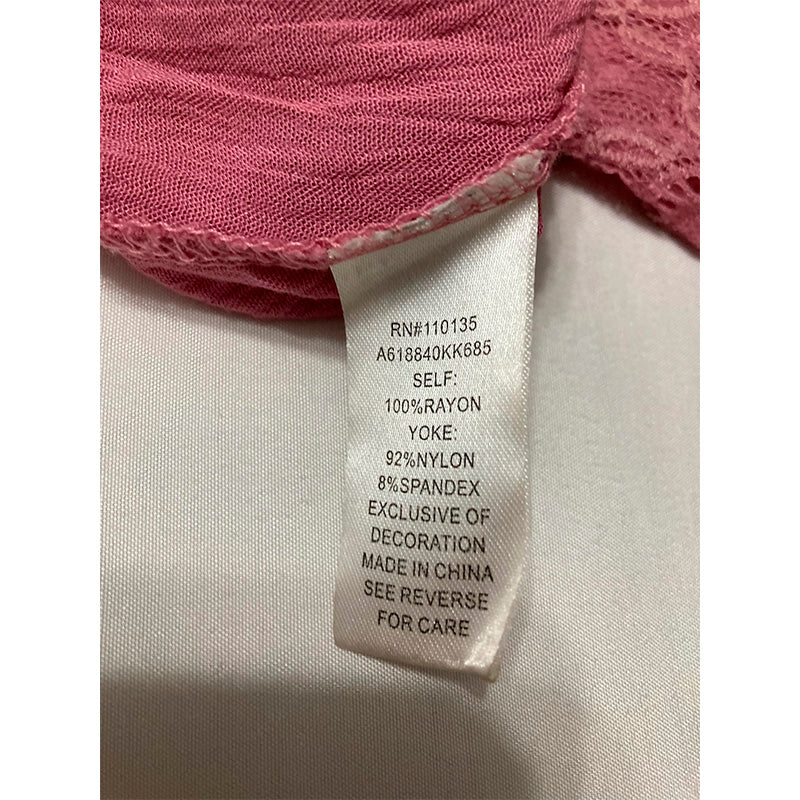 RN#110135
A618840KK685
SELF:
100%RAYON
YOKE:
92%NYLON
8%SPANDEX
EXCLUSIVE OF
DECORATION
MADE IN CHINA
SEE REVERSE
FOR CARE